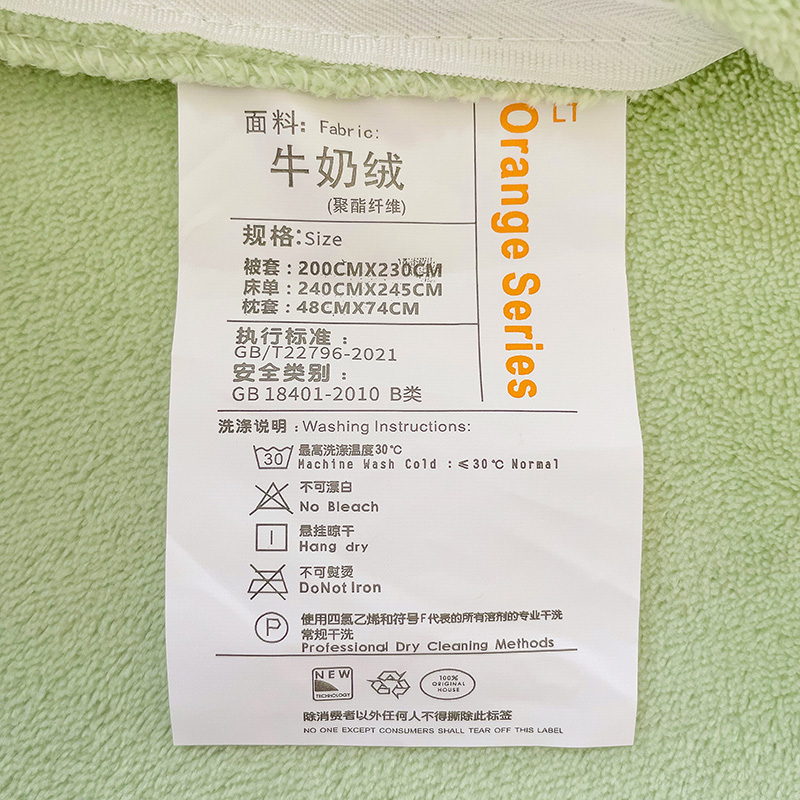 面料: Fabric:
牛奶绒
(聚酯纤维)
规格:Size
被套：200CMX230CM
床单：240CMX245CM
枕套：48CMX74CM
执行标准：
GB/T22796-2021
安全类别：
GB 18401-2010 B类
LT
Orange Series
洗涤说明：Washing Instructions:
30
最高洗涤温度30℃
Machine Wash Cold：≤30℃ Normal
不可漂白
No Bleach
悬挂晾干
Hang dry
不可熨烫
DoNot Iron
P
使用四氯乙烯和符号F代表的所有溶剂的专业干洗
常规干洗
Professional Dry Cleaning Methods
NEW
TECHNOLOGY
100%
ORIGINAL
HOUSE
除消费者以外任何人不得撕除此标签
NO ONE EXCEPT CONSUMERS SHALL TEAR OFF THIS LABEL